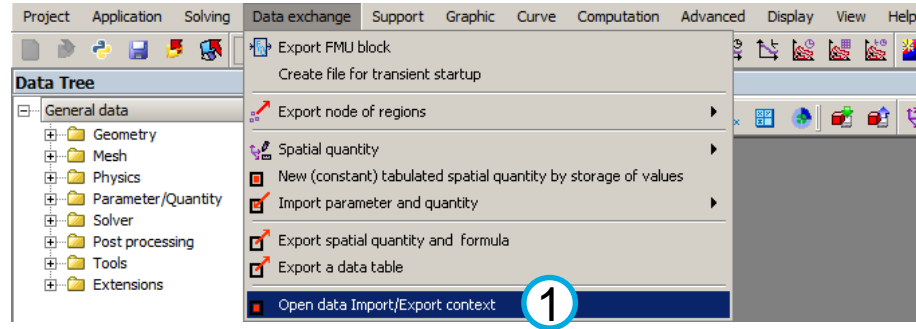 Project Application Solving Data exchange Support Graphic Curve Computation Advanced Display View Help
Export FMU block
Create file for transient startup
Data Tree
General data
Export node of regions
Geometry
Mesh
Spatial quantity
Physics
New (constant) tabulated spatial quantity by storage of values
Parameter/Quantity
Import parameter and quantity
Solver
Post processing
Export spatial quantity and formula
Tools
Export a data table
Extensions
Open data Import/Export context
1